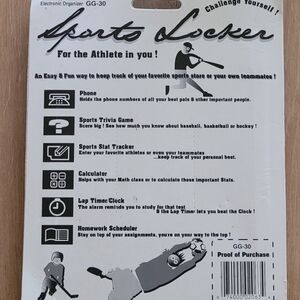 Electronic Organizer GG-30
Challenge Yourself !
Sports Locker
For the Athlete in you !
An Easy & Fun way to keep track of your favorite sports stars or your own teammates !
Phone
Holds the phone numbers of all your best pals & other important people.
Sports Trivia Game
Score big ! See how much you know about baseball, basketball or hockey !
Sports Stat Tracker
Enter your favorite athletes or even your teammates
...keep track of your personal best.
Calculator
Helps with your Math class or to calculate those important Stats.
Lap Timer/Clock
The alarm reminds you to study for that test
& the Lap Timer lets you beat the Clock !
Homework Scheduler
Stay on top of your assignments, you're on your way to the top !
GG-30
Proof of Purchase